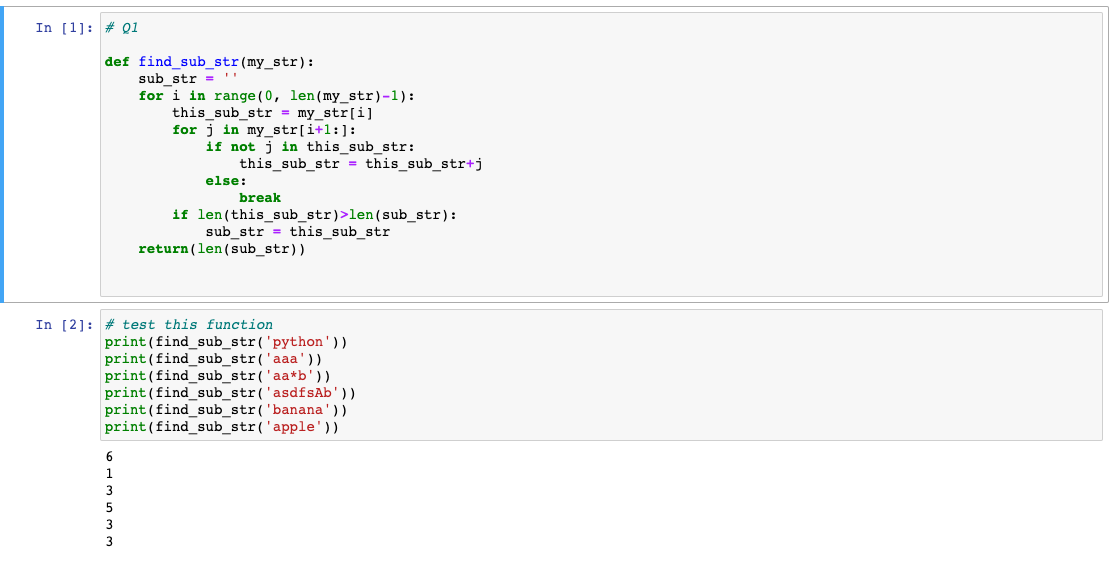 In [1]: # Q1
def find_sub_str(my_str):
    sub_str = ''
    for i in range(0, len(my_str)-1):
        this_sub_str = my_str[i]
        for j in my_str[i+1:]:
            if not j in this_sub_str:
                this_sub_str = this_sub_str+j
            else:
                break
        if len(this_sub_str)>len(sub_str):
            sub_str = this_sub_str
    return(len(sub_str))
In [2]: # test this function
print(find_sub_str('python'))
print(find_sub_str('aaa'))
print(find_sub_str('aa*b'))
print(find_sub_str('asdfsAb'))
print(find_sub_str('banana'))
print(find_sub_str('apple'))
6
1
3
5
3
3